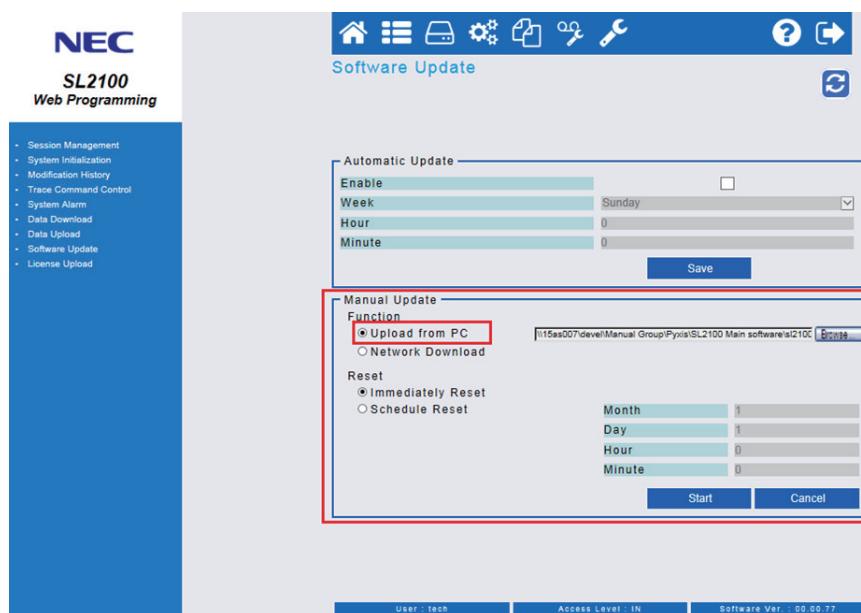 NEC
SL2100
Web Programming
Session Management
System Initialization
Modification History
Trace Command Control
System Alarm
Data Download
Data Upload
Software Update
License Upload
Software Update
Automatic Update
Enable
Week Sunday
Hour 0
Minute 0
Save
Manual Update
Function
Upload from PC \\15as007\devel\Manual Group\Pyxis\SL2100 Main software\sl210C Browse...
Network Download
Reset
Immediately Reset
Schedule Reset
Month 1
Day 1
Hour 0
Minute 0
Start Cancel
User : tech Access Level : IN Software Ver. : 00.00.77